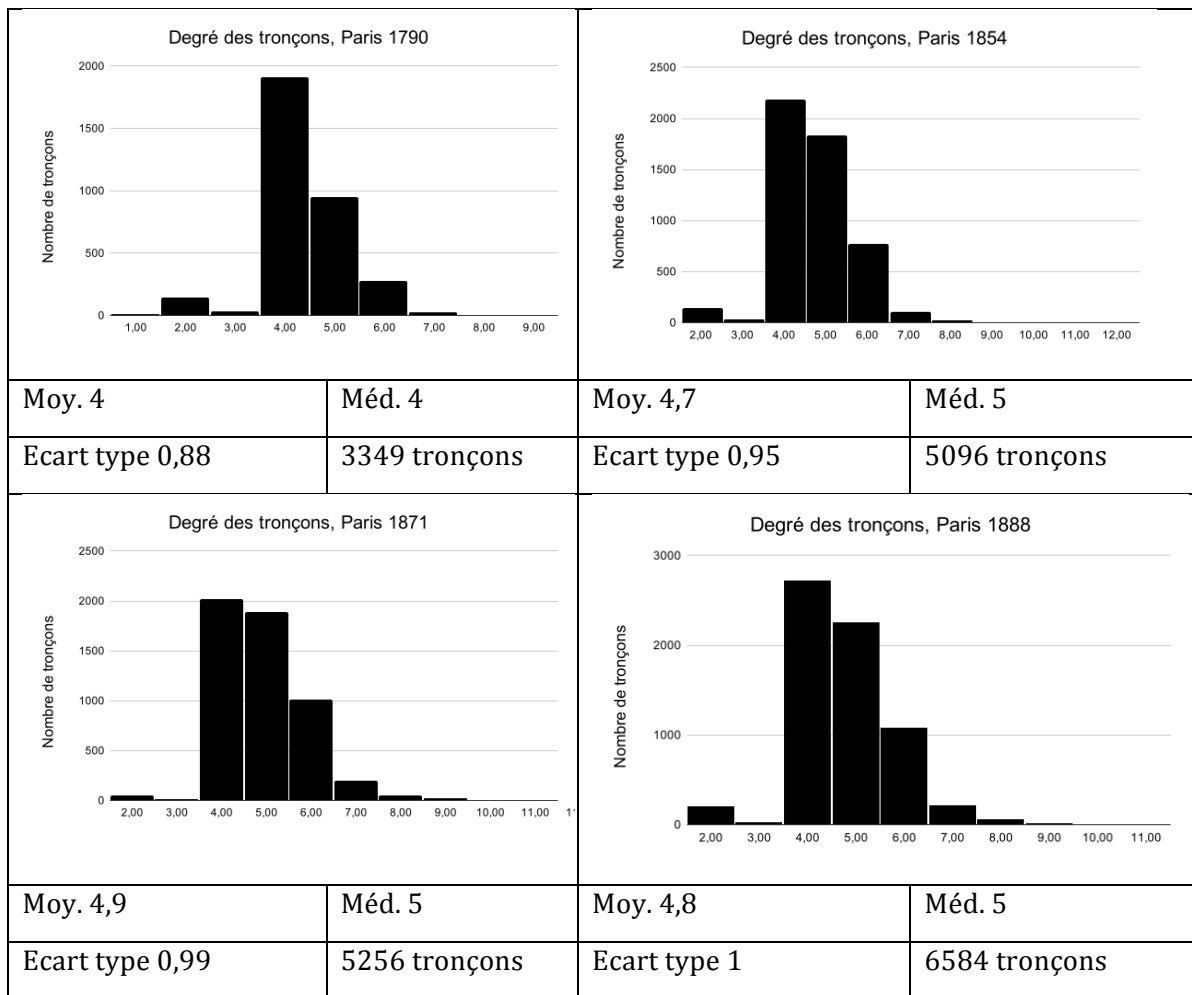 Degré des tronçons, Paris 1790
Nombre de tronçons
2000
1500
1000
500
0
1,00 2,00 3,00 4,00 5,00 6,00 7,00 8,00 9,00
Degré des tronçons, Paris 1854
Nombre de tronçons
2500
2000
1500
1000
500
0
2,00 3,00 4,00 5,00 6,00 7,00 8,00 9,00 10,00 11,00 12,00
Moy. 4 Méd. 4 Moy. 4,7 Méd. 5
Ecart type 0,88 3349 tronçons Ecart type 0,95 5096 tronçons
Degré des tronçons, Paris 1871
Nombre de tronçons
2500
2000
1500
1000
500
0
2,00 3,00 4,00 5,00 6,00 7,00 8,00 9,00 10,00 11,00
Degré des tronçons, Paris 1888
Nombre de tronçons
3000
2000
1000
0
2,00 3,00 4,00 5,00 6,00 7,00 8,00 9,00 10,00 11,00
Moy. 4,9 Méd. 5 Moy. 4,8 Méd. 5
Ecart type 0,99 5256 tronçons Ecart type 1 6584 tronçons